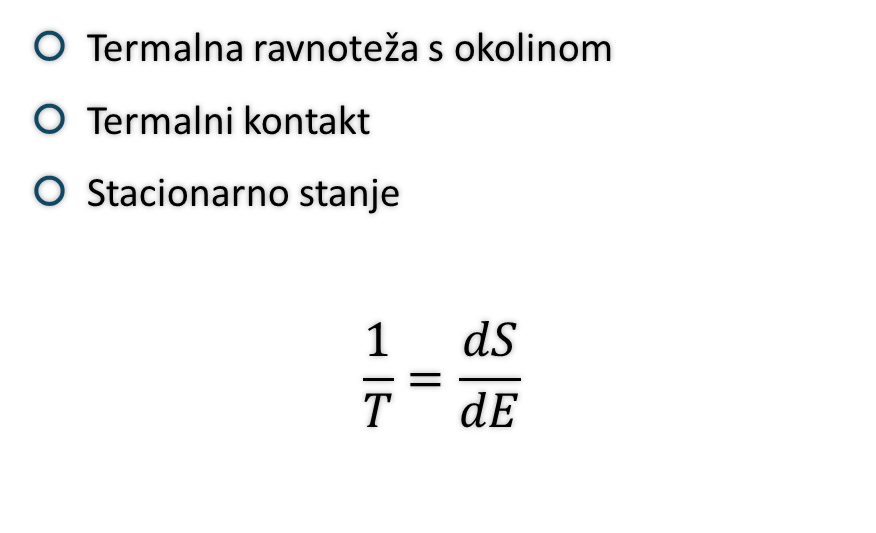 Termalna ravnoteža s okolinom
Termalni kontakt
Stacionarno stanje
1/T = dS/dE